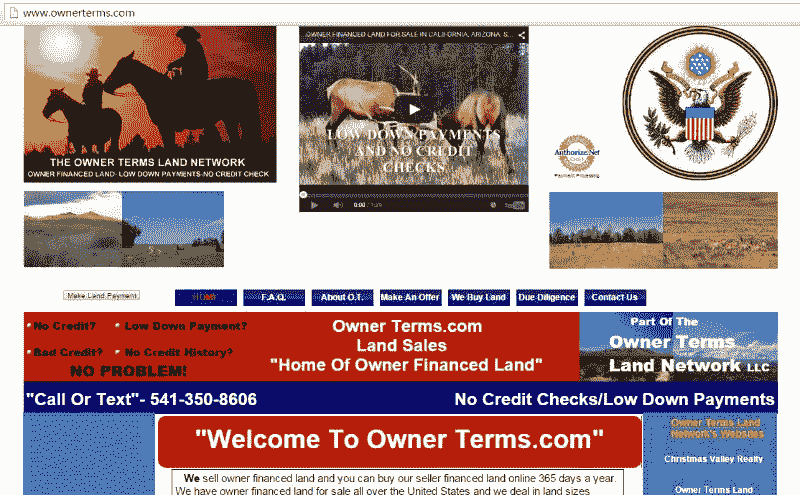 www.ownerterms.com
OWNER FINANCED LAND FOR SALE IN CALIFORNIA, ARIZONA, S...
LOW DOWN PAYMENTS
AND NO CREDIT
CHECKS
0:00
THE OWNER TERMS LAND NETWORK
OWNER FINANCED LAND- LOW DOWN PAYMENTS-NO CREDIT CHECK
Authorize.Net
Make Land Payment
Home
F.A.Q.
About O.T.
Make An Offer
We Buy Land
Due Diligence
Contact Us
No Credit?
Low Down Payment?
Bad Credit?
No Credit History?
NO PROBLEM!
Owner Terms.com
Land Sales
"Home Of Owner Financed Land"
Part Of The
Owner Terms
Land Network LLC
"Call Or Text"- 541-350-8606
No Credit Checks/Low Down Payments
"Welcome To Owner Terms.com"
We sell owner financed land and you can buy our seller financed land online 365 days a year.
We have owner financed land for sale all over the United States and we deal in land sizes
Owner Terms Land
Network's Websites
Christmas Valley Realty
Owner Terms Land